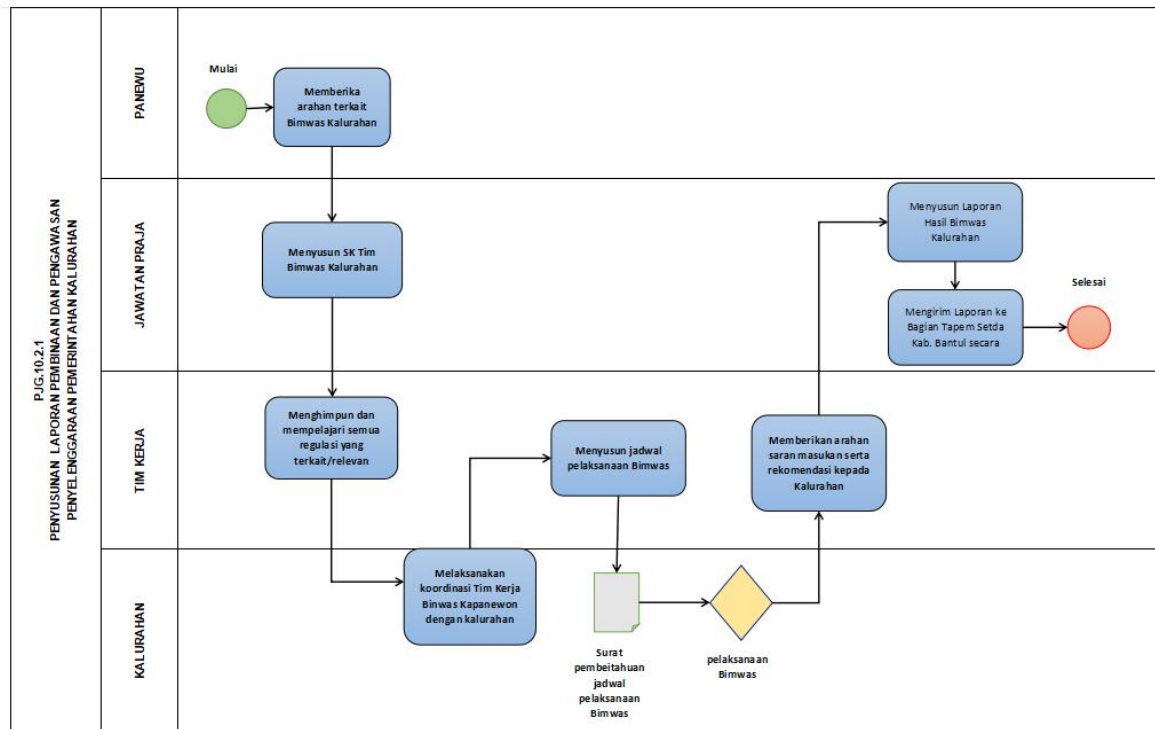 PJG.10.2.1
PENYUSUNAN LAPORAN PEMBINAAN DAN PENGAWASAN
PENYELENGGARAAN PEMERINTAHAN KALURAHAN
PANEWU
Mulai
Memberika
arahan terkait
Bimwas Kalurahan
JAWATAN PRAJA
Menyusun SK Tim
Bimwas Kalurahan
Menyusun Laporan
Hasil Bimwas
Kalurahan
Mengirim Laporan ke
Bagian Tapem Setda
Kab. Bantul secara
Selesai
TIM KERJA
Menghimpun dan
mempelajari semua
regulasi yang
terkait/relevan
Menyusun jadwal
pelaksanaan Bimwas
Memberikan arahan
saran masukan serta
rekomendasi kepada
Kalurahan
KALURAHAN
Melaksanakan
koordinasi Tim Kerja
Binwas Kapanewon
dengan kalurahan
Surat
pembeitahuan
jadwal
pelaksanaan
Bimwas
pelaksanaan
Bimwas